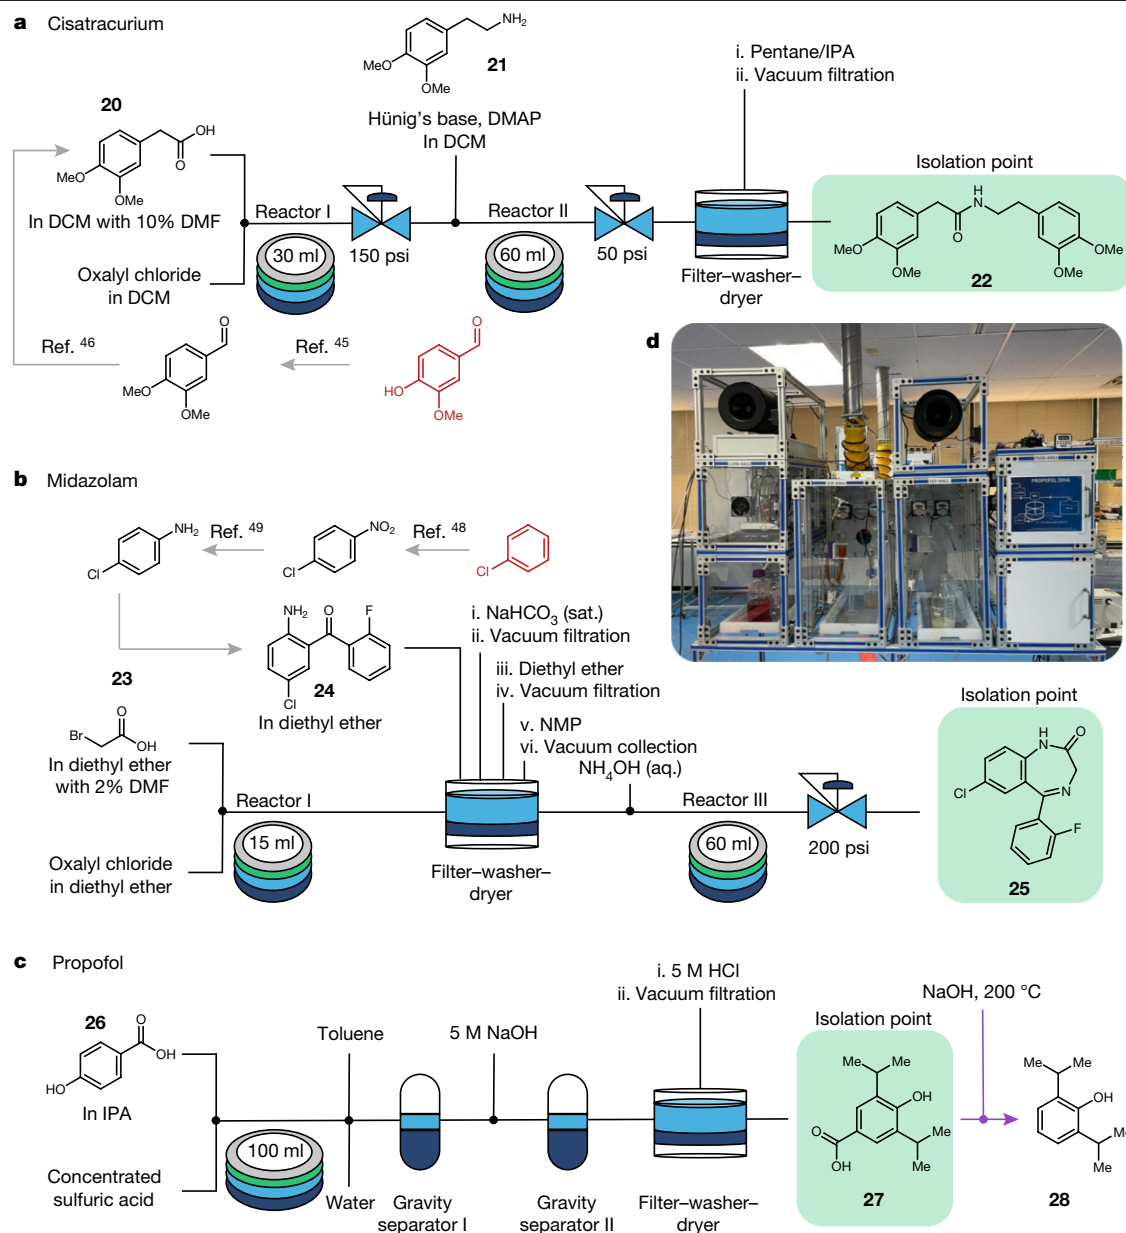 a Cisatracurium
21
NH2
MeO
OMe
i. Pentane/IPA
ii. Vacuum filtration
20
OH
O
MeO
OMe
In DCM with 10% DMF
Hünig's base, DMAP
In DCM
Isolation point
Reactor I
Reactor II
30 ml
60 ml
150 psi
50 psi
Oxalyl chloride
in DCM
Filter–washer–
dryer
H
N
O
MeO
OMe
OMe
OMe
22
Ref. 46
O
MeO
OMe
Ref. 45
O
HO
OMe
d
PROPOFOL DHA
b Midazolam
NH2
Cl
Ref. 49
NO2
Cl
Ref. 48
Cl
NH2
O
F
Cl
24
In diethyl ether
i. NaHCO3 (sat.)
ii. Vacuum filtration
iii. Diethyl ether
iv. Vacuum filtration
v. NMP
vi. Vacuum collection
NH4OH (aq.)
23
Br
O
OH
In diethyl ether
with 2% DMF
Reactor I
15 ml
Oxalyl chloride
in diethyl ether
Filter–washer–
dryer
Reactor III
60 ml
200 psi
Isolation point
H
N
O
Cl
N
F
25
c Propofol
26
O
OH
HO
In IPA
Concentrated
sulfuric acid
100 ml
Toluene
Water
Gravity
separator I
5 M NaOH
Gravity
separator II
i. 5 M HCl
ii. Vacuum filtration
Filter–washer–
dryer
Isolation point
Me
Me
OH
Me
Me
O
OH
27
NaOH, 200 °C
Me
Me
OH
Me
Me
28